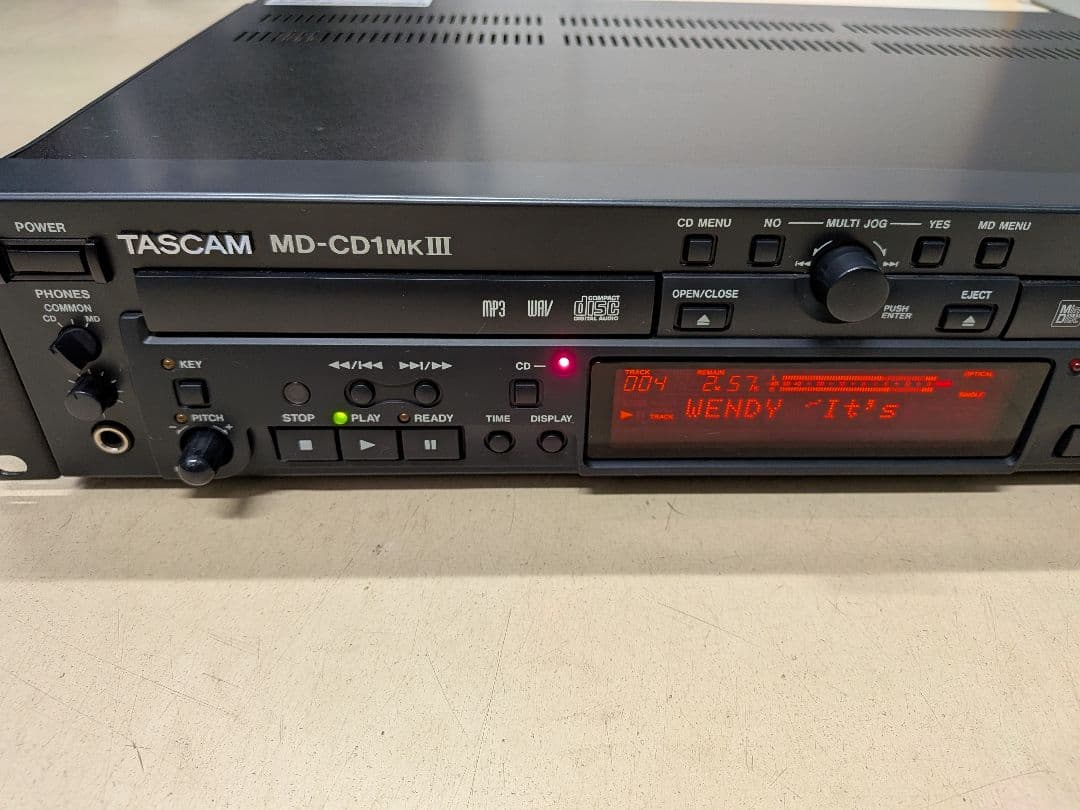 POWER
TASCAM MD-CD1MKIII
CD MENU NO MULTI JOG YES MD MENU
PHONES
COMMON
CD MD
MP3 WAV COMPACT disc DIGITAL AUDIO
OPEN/CLOSE
PUSH
ENTER
EJECT
KEY
CD
PITCH
STOP PLAY READY TIME DISPLAY
TRACK REMAIN OPTICAL
004 2.57 SINGLE
TRACK WENDY ~It's